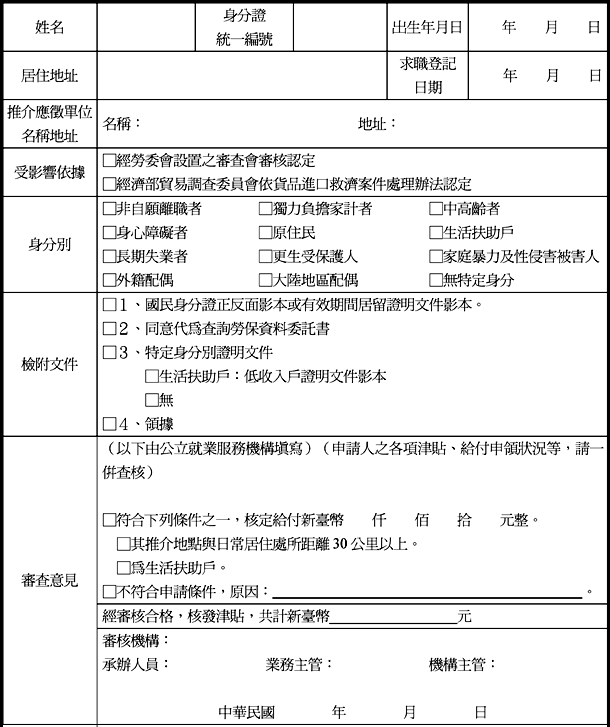 姓名 身分證統一編號 出生年月日 年 月 日
居住地址 求職登記日期 年 月 日
推介應徵單位名稱地址 名稱： 地址：
受影響依據
□經勞委會設置之審查會審核認定
□經濟部貿易調查委員會依貨品進口救濟案件處理辦法認定
身分別
□非自願離職者 □獨力負擔家計者 □中高齡者
□身心障礙者 □原住民 □生活扶助戶
□長期失業者 □更生受保護人 □家庭暴力及性侵害被害人
□外籍配偶 □大陸地區配偶 □無特定身分
檢附文件
□１、國民身分證正反面影本或有效期間居留證明文件影本。
□２、同意代為查詢勞保資料委託書
□３、特定身分別證明文件
□生活扶助戶：低收入戶證明文件影本
□無
□４、領據
審查意見
（以下由公立就業服務機構填寫）（申請人之各項津貼、給付申領狀況等，請一
併查核）
□符合下列條件之一，核定給付新臺幣 仟 佰 拾 元整。
□其推介地點與日常居住處所距離 30 公里以上。
□為生活扶助戶。
□不符合申請條件，原因：。
經審核合格，核發津貼，共計新臺幣 元
審核機構：
承辦人員： 業務主管： 機構主管：
中華民國 年 月 日